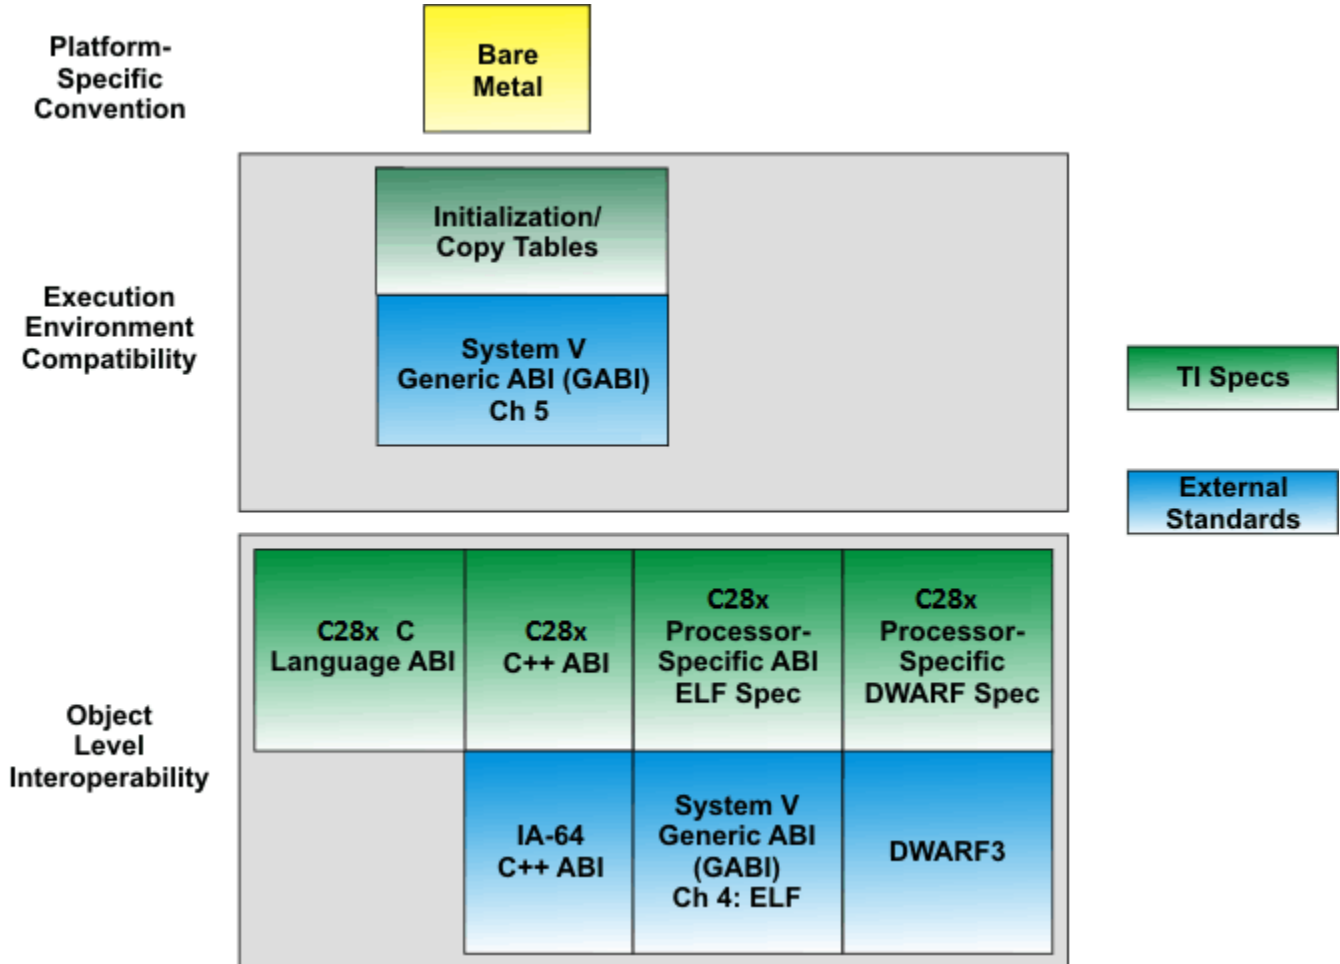 Platform-
Specific
Convention
Bare
Metal
Initialization/
Copy Tables
Execution
Environment
Compatibility
System V
Generic ABI (GABI)
Ch 5
TI Specs
External
Standards
C28x C
Language ABI
C28x
C++ ABI
C28x
Processor-
Specific ABI
ELF Spec
C28x
Processor-
Specific
DWARF Spec
Object
Level
Interoperability
IA-64
C++ ABI
System V
Generic ABI
(GABI)
Ch 4: ELF
DWARF3